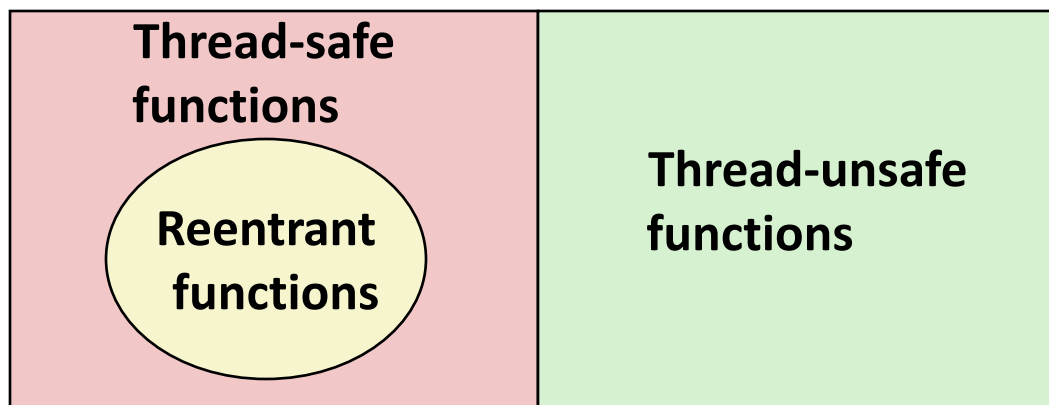 Thread-safe
functions
Reentrant
functions
Thread-unsafe
functions